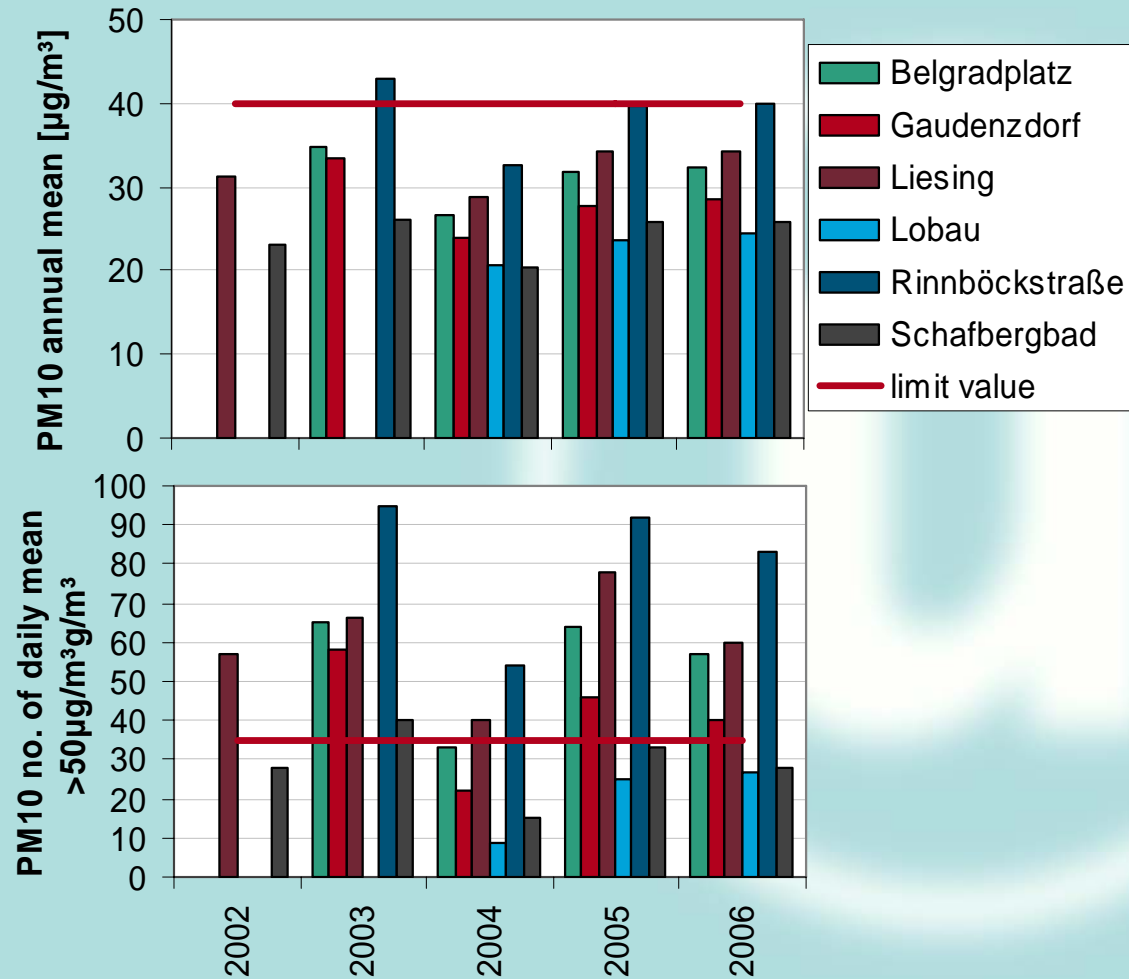 PM10 annual mean [µg/m³]
50
40
30
20
10
0
Belgradplatz
Gaudenzdorf
Liesing
Lobau
Rinnböckstraße
Schafbergbad
limit value
PM10 no. of daily mean
>50µg/m³g/m³
100
90
80
70
60
50
40
30
20
10
0
2002
2003
2004
2005
2006